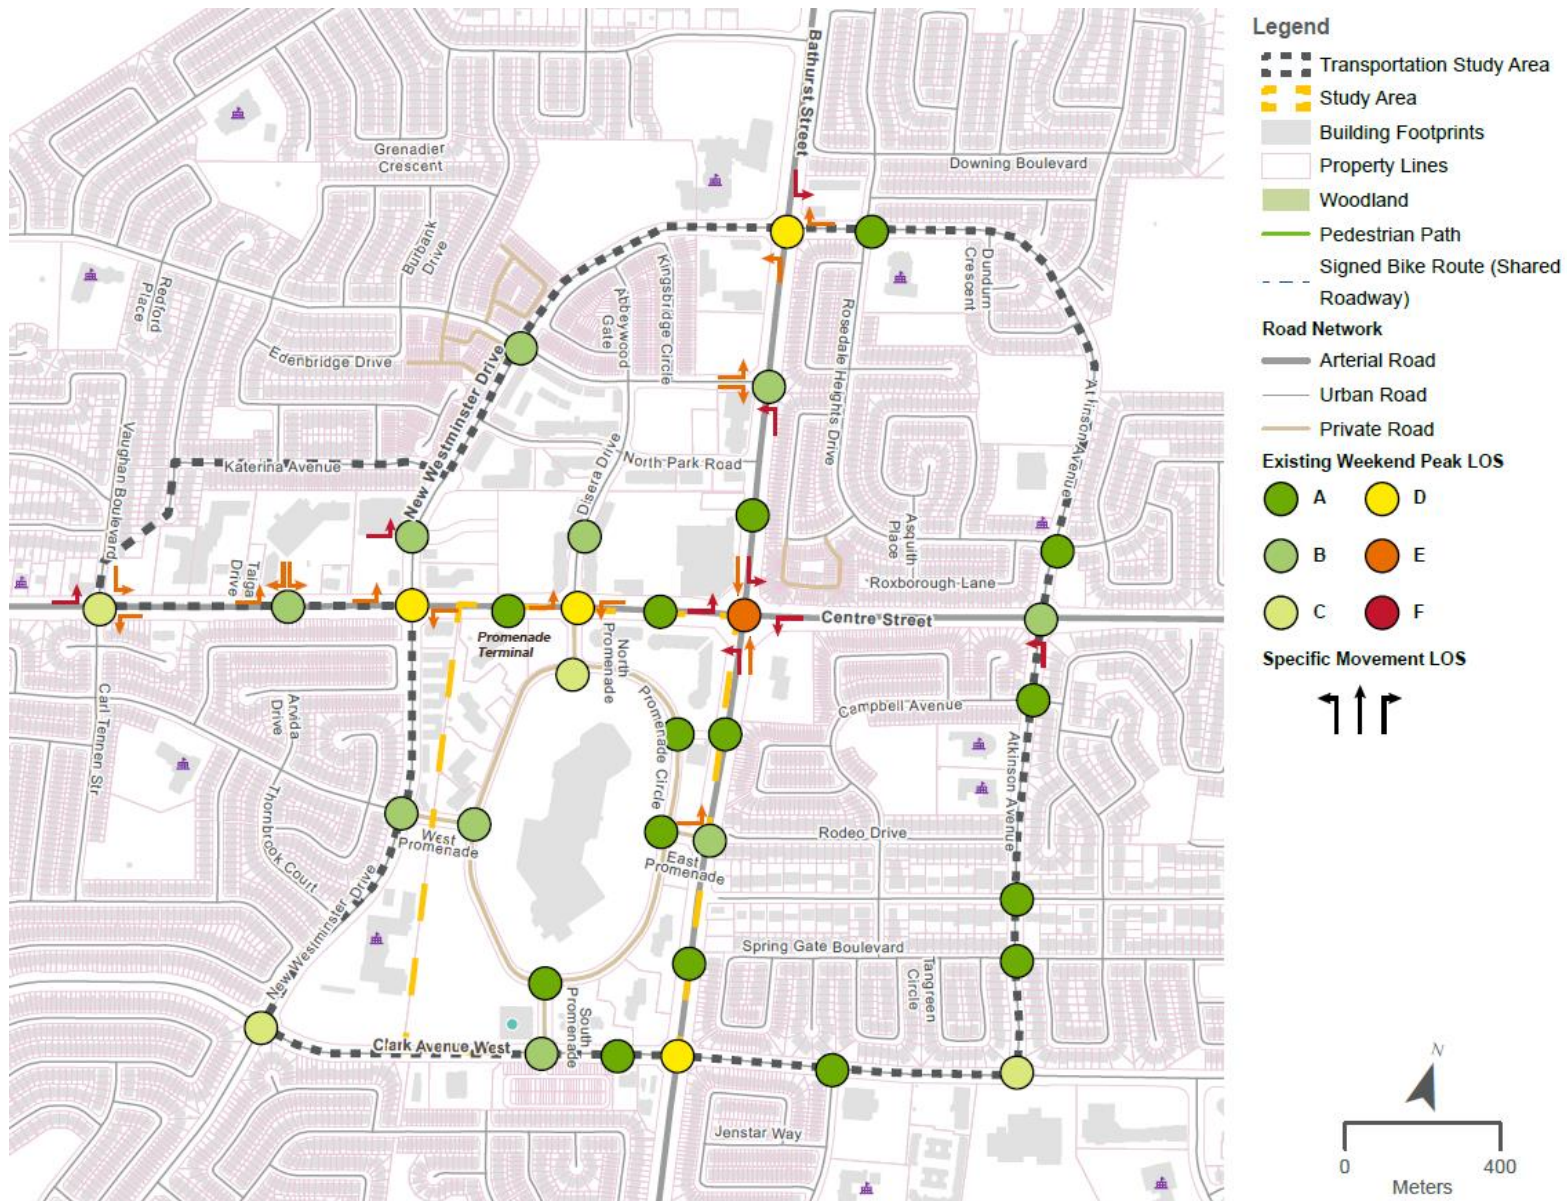 Bathurst Street
Legend
Transportation Study Area
Study Area
Building Footprints
Property Lines
Woodland
Pedestrian Path
Signed Bike Route (Shared
Roadway)
Road Network
Arterial Road
Urban Road
Private Road
Existing Weekend Peak LOS
A
D
B
E
C
F
Specific Movement LOS
Grenadier
Crescent
Downing Boulevard
Burbank
Drive
Redford
Place
Edenbridge Drive
Abbeywood
Gate
Kingsbridge Circle
Dundurn
Crescent
Rosedale Heights Drive
Atkinson Avenue
New Westminster Drive
Vaughan Boulevard
Katerina Avenue
Disera Drive
North Park Road
Asquith
Place
Roxborough Lane
Taiga
Drive
Centre Street
Promenade
Terminal
North
Promenade
Carl Tennen Str
Arvida
Drive
Promenade Circle
Campbell Avenue
Atkinson Avenue
Thornbrook Court
West
Promenade
East
Promenade
Rodeo Drive
New Westminster Drive
Spring Gate Boulevard
Tangreen
Circle
South
Promenade
Clark Avenue West
Jenstar Way
N
0
400
Meters